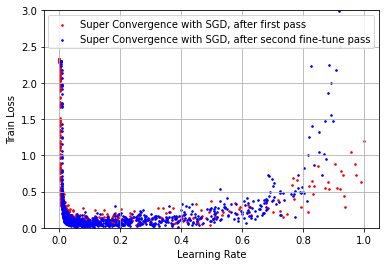 Super Convergence with SGD, after first pass
Super Convergence with SGD, after second fine-tune pass
Train Loss
3.0
2.5
2.0
1.5
1.0
0.5
0.0
0.0 0.2 0.4 0.6 0.8 1.0
Learning Rate